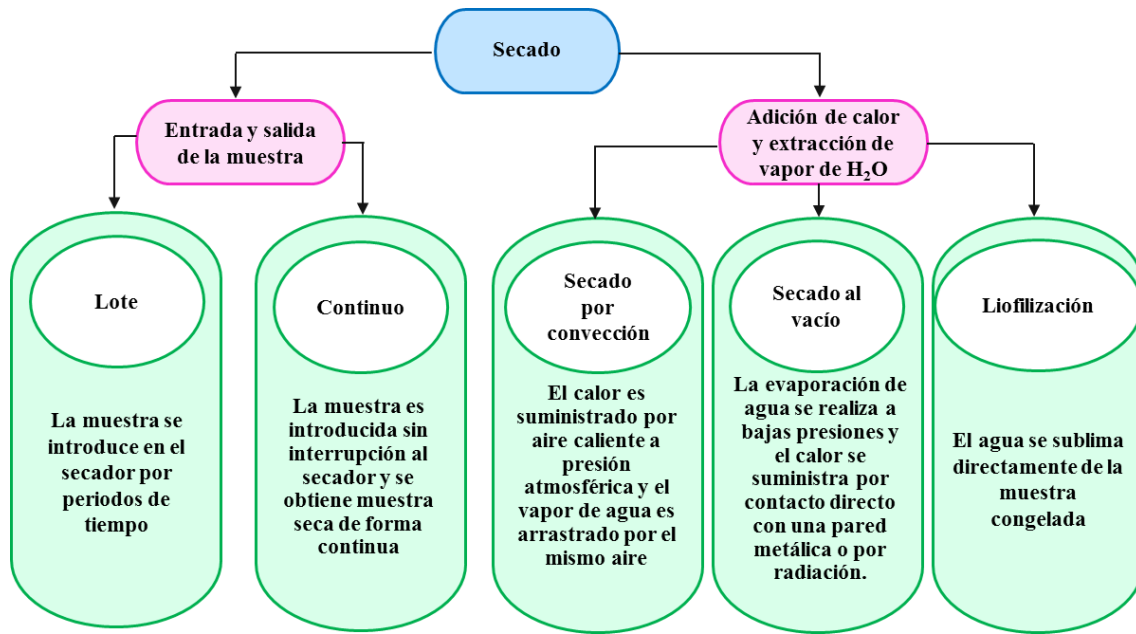 Secado
Entrada y salida
de la muestra
Adición de calor
y extracción de
vapor de H₂O
Lote
La muestra se
introduce en el
secador por
periodos de
tiempo
Continuo
La muestra es
introducida sin
interrupción al
secador y se
obtiene muestra
seca de forma
continua
Secado
por
convección
El calor es
suministrado por
aire caliente a
presión
atmosférica y el
vapor de agua es
arrastrado por el
mismo aire
Secado al
vacío
La evaporación de
agua se realiza a
bajas presiones y
el calor se
suministra por
contacto directo
con una pared
metálica o por
radiación.
Liofilización
El agua se sublima
directamente de la
muestra
congelada